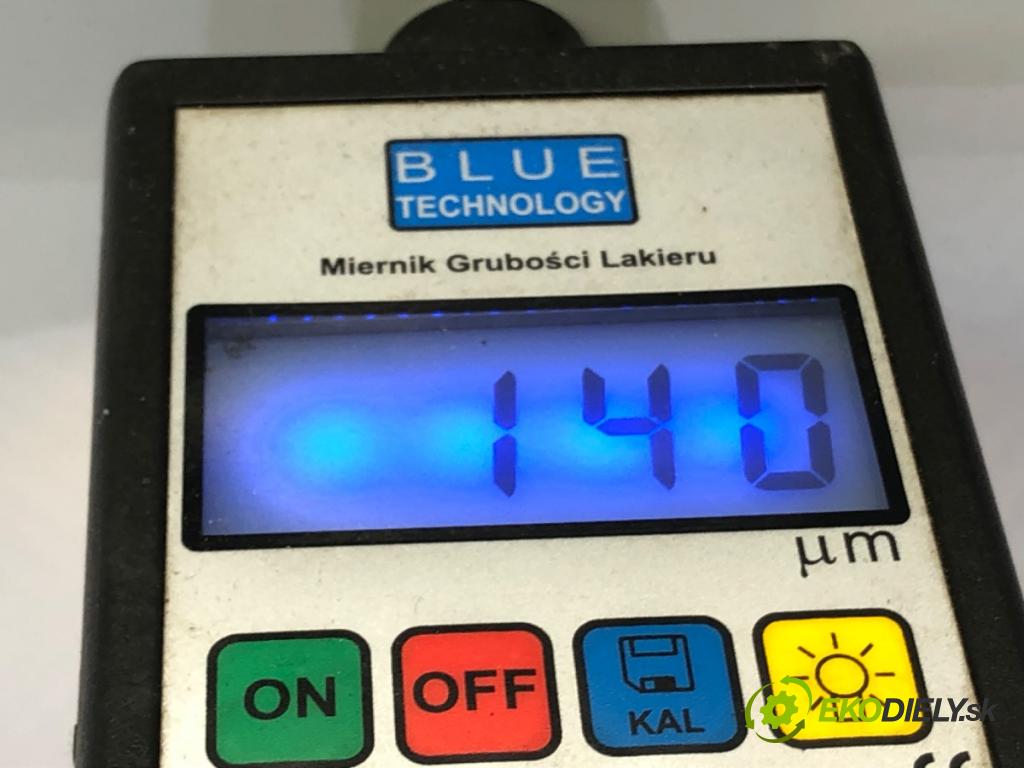 BLUE
TECHNOLOGY
Miernik Grubości Lakieru
140
µm
ON
OFF
KAL
EKODIELY.sk